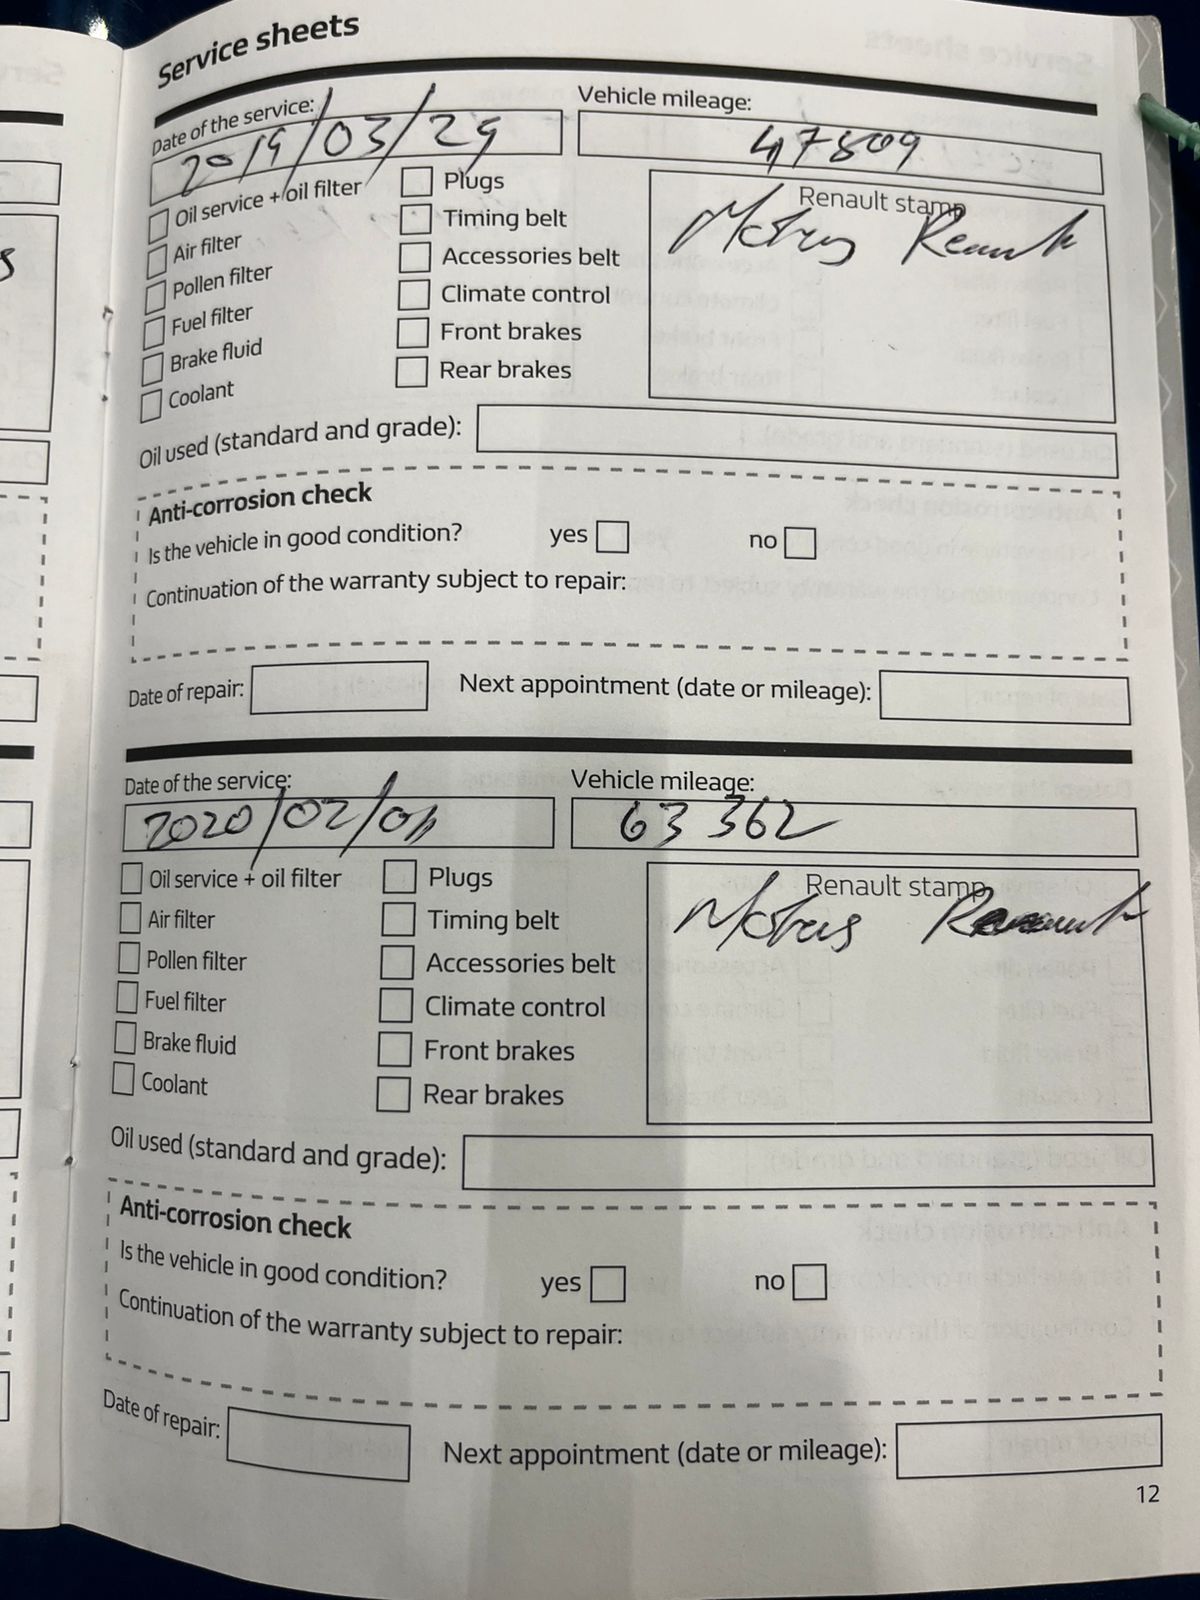 Service sheets
Date of the service: Vehicle mileage:
2019/03/29 47809
Oil service + oil filter Plugs Renault stamp
Air filter Timing belt Motus Renault
Pollen filter Accessories belt
Fuel filter Climate control
Brake fluid Front brakes
Coolant Rear brakes
Oil used (standard and grade):
Anti-corrosion check
Is the vehicle in good condition? yes no
Continuation of the warranty subject to repair:
Date of repair: Next appointment (date or mileage):
Date of the service: Vehicle mileage:
2020/02/ 63 362
Oil service + oil filter Plugs Renault stamp
Air filter Timing belt Motus Renault
Pollen filter Accessories belt
Fuel filter Climate control
Brake fluid Front brakes
Coolant Rear brakes
Oil used (standard and grade):
Anti-corrosion check
Is the vehicle in good condition? yes no
Continuation of the warranty subject to repair:
Date of repair: Next appointment (date or mileage):
12